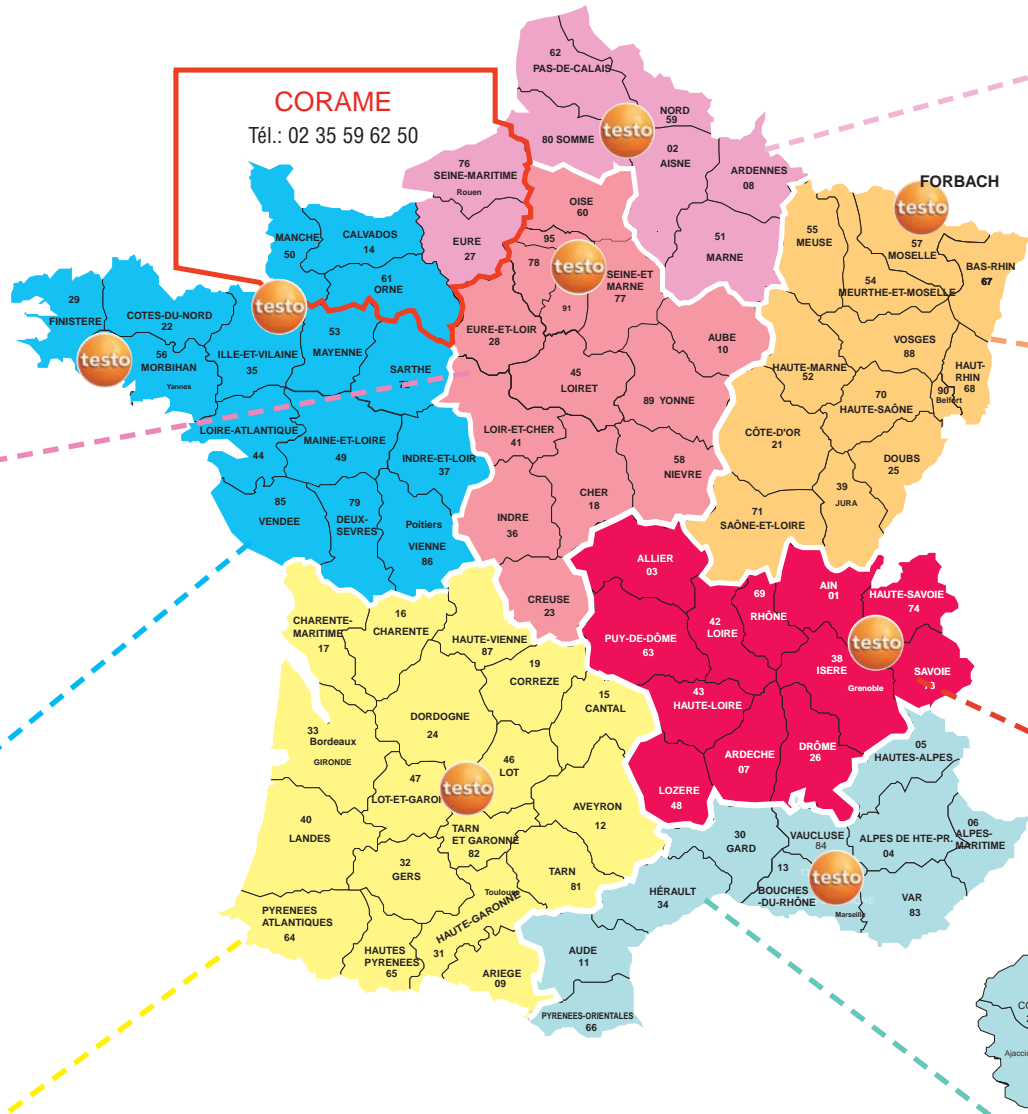 CORAME
Tél.: 02 35 59 62 50
62
PAS-DE-CALAIS
NORD
59
testo
80 SOMME
02
AISNE
ARDENNES
08
76
SEINE-MARITIME
Rouen
EURE
27
51
MARNE
FORBACH
testo
57
MOSELLE
55
MEUSE
BAS-RHIN
67
54
MEURTHE-ET-MOSELLE
VOSGES
88
HAUT-
RHIN
68
90
Belfort
HAUTE-MARNE
52
70
HAUTE-SAÔNE
CÔTE-D'OR
21
DOUBS
25
39
JURA
71
SAÔNE-ET-LOIRE
OISE
60
95
78
testo
SEINE-ET
MARNE
77
91
EURE-ET-LOIR
28
AUBE
10
45
LOIRET
89 YONNE
LOIR-ET-CHER
41
58
NIEVRE
CHER
18
INDRE
36
CREUSE
23
MANCHE
50
CALVADOS
14
61
ORNE
29
FINISTERE
COTES-DU-NORD
22
testo
testo
56
MORBIHAN
Yannes
ILLE-ET-VILAINE
35
53
MAYENNE
SARTHE
LOIRE-ATLANTIQUE
44
MAINE-ET-LOIRE
49
INDRE-ET-LOIR
37
85
VENDEE
79
DEUX-
SEVRES
Poitiers
VIENNE
86
ALLIER
03
69
RHÔNE
AIN
01
HAUTE-SAVOIE
74
testo
PUY-DE-DÔME
63
42
LOIRE
38
ISERE
Grenoble
SAVOIE
73
43
HAUTE-LOIRE
ARDECHE
07
DRÔME
26
LOZERE
48
CHARENTE-
MARITIME
17
16
CHARENTE
HAUTE-VIENNE
87
19
CORREZE
15
CANTAL
DORDOGNE
24
33
Bordeaux
GIRONDE
46
LOT
47
LOT-ET-GARON
testo
AVEYRON
12
40
LANDES
TARN
ET GARONNE
82
32
GERS
Toulouse
TARN
81
HAUTE-GARONNE
31
PYRENEES
ATLANTIQUES
64
HAUTES
PYRENEES
65
ARIEGE
09
05
HAUTES-ALPES
06
ALPES-
MARITIME
ALPES DE HTE-PR.
04
VAUCLUSE
84
30
GARD
13
BOUCHES
-DU-RHÔNE
testo
Marseille
VAR
83
HÉRAULT
34
AUDE
11
PYRENEES-ORIENTALES
66
Ajaccio